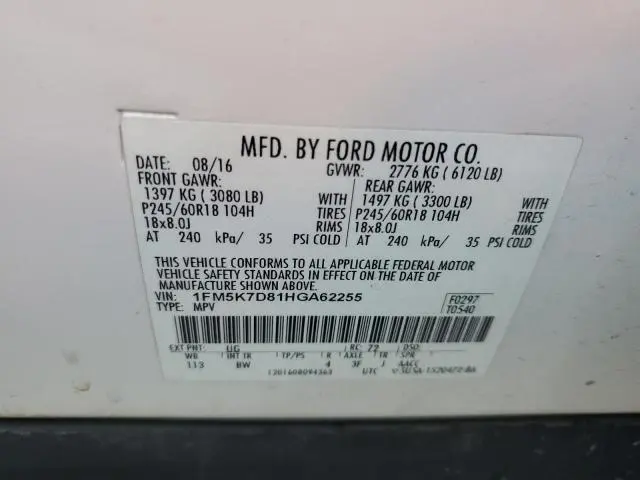 MFD. BY FORD MOTOR CO.
DATE: 08/16 GVWR: 2776 KG ( 6120 LB)
FRONT GAWR: REAR GAWR:
1397 KG ( 3080 LB) WITH 1497 KG ( 3300 LB) WITH
P245/60R18 104H TIRES P245/60R18 104H TIRES
18x8.0J RIMS 18x8.0J RIMS
AT 240 kPa/ 35 PSI COLD AT 240 kPa/ 35 PSI COLD
THIS VEHICLE CONFORMS TO ALL APPLICABLE FEDERAL MOTOR
VEHICLE SAFETY STANDARDS IN EFFECT ON THE DATE OF
MANUFACTURE SHOWN ABOVE.
VIN: 1FM5K7D81HGA62255 F0297
TYPE: MPV T0540
EXT PNT: UG RC: 72 DSO:
WB INT TR TP/PS R AXLE TR SPR
113 BW 4 3F J AACC
1201608094363 UTC